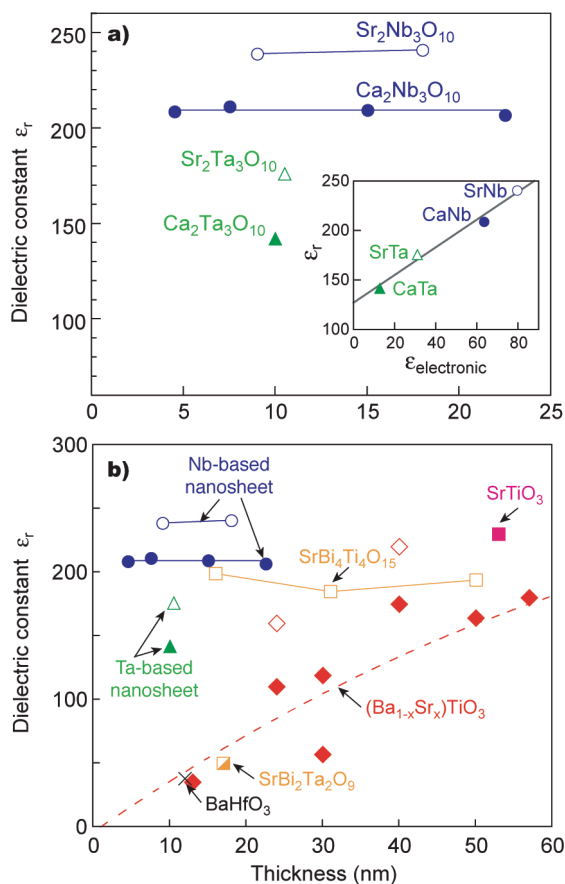 a)
Dielectric constant εr
250
200
150
100
0
5
10
15
20
25
Sr2Nb3O10
Ca2Nb3O10
Sr2Ta3O10
Ca2Ta3O10
εr
250
200
150
100
0
20
40
60
80
εelectronic
SrNb
CaNb
SrTa
CaTa
b)
Dielectric constant εr
300
200
100
0
0
10
20
30
40
50
60
Thickness (nm)
Nb-based
nanosheet
SrTiO3
SrBi4Ti4O15
Ta-based
nanosheet
(Ba1-xSrx)TiO3
SrBi2Ta2O9
BaHfO3